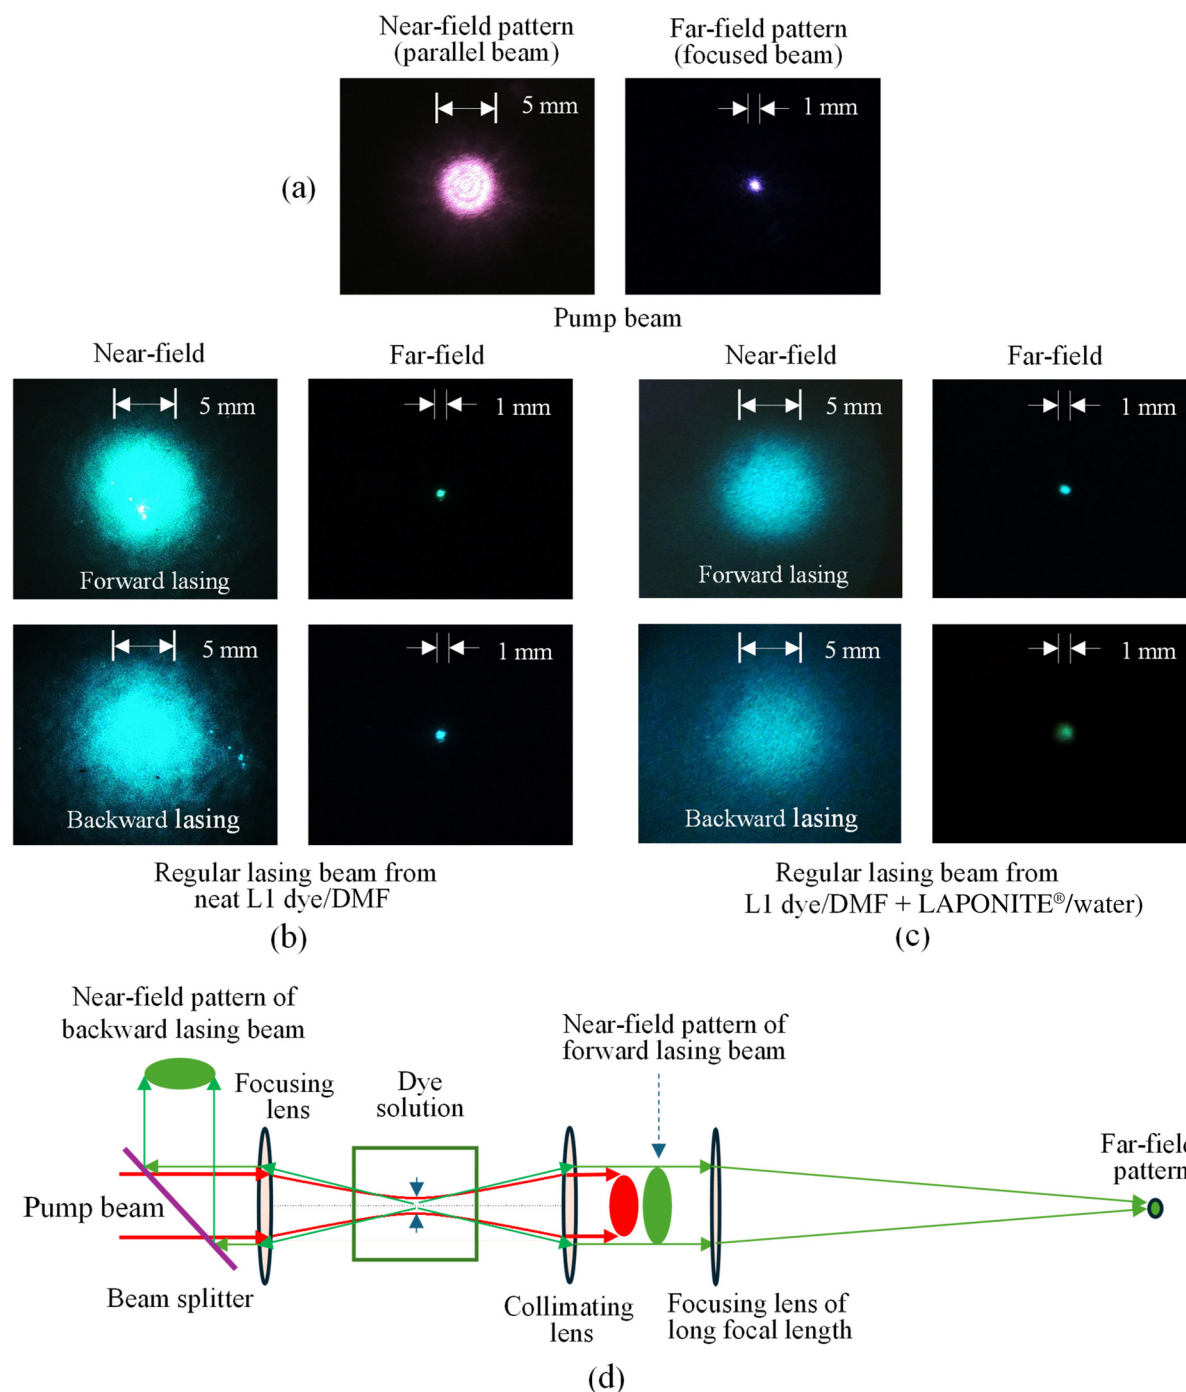 Near-field pattern
(parallel beam)
Far-field pattern
(focused beam)
5 mm
1 mm
(a)
Pump beam
Near-field
Far-field
Near-field
Far-field
5 mm
1 mm
5 mm
1 mm
Forward lasing
Forward lasing
5 mm
1 mm
5 mm
1 mm
Backward lasing
Backward lasing
Regular lasing beam from
neat L1 dye/DMF
(b)
Regular lasing beam from
L1 dye/DMF + LAPONITE®/water)
(c)
Near-field pattern of
backward lasing beam
Focusing
lens
Dye
solution
Near-field pattern of
forward lasing beam
Far-field
pattern
Pump beam
Beam splitter
Collimating
lens
Focusing lens of
long focal length
(d)